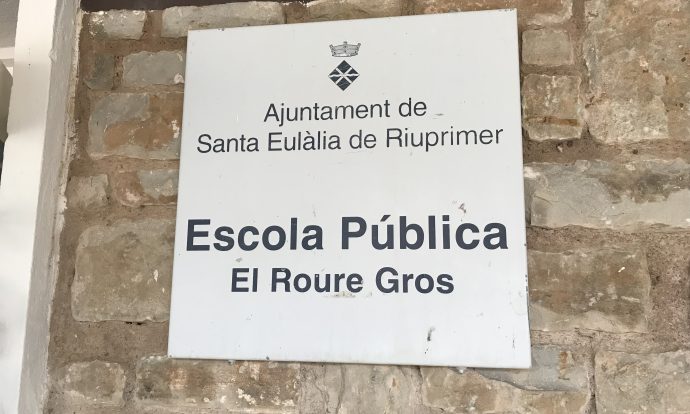 Ajuntament de
Santa Eulàlia de Riuprimer
Escola Pública
El Roure Gros